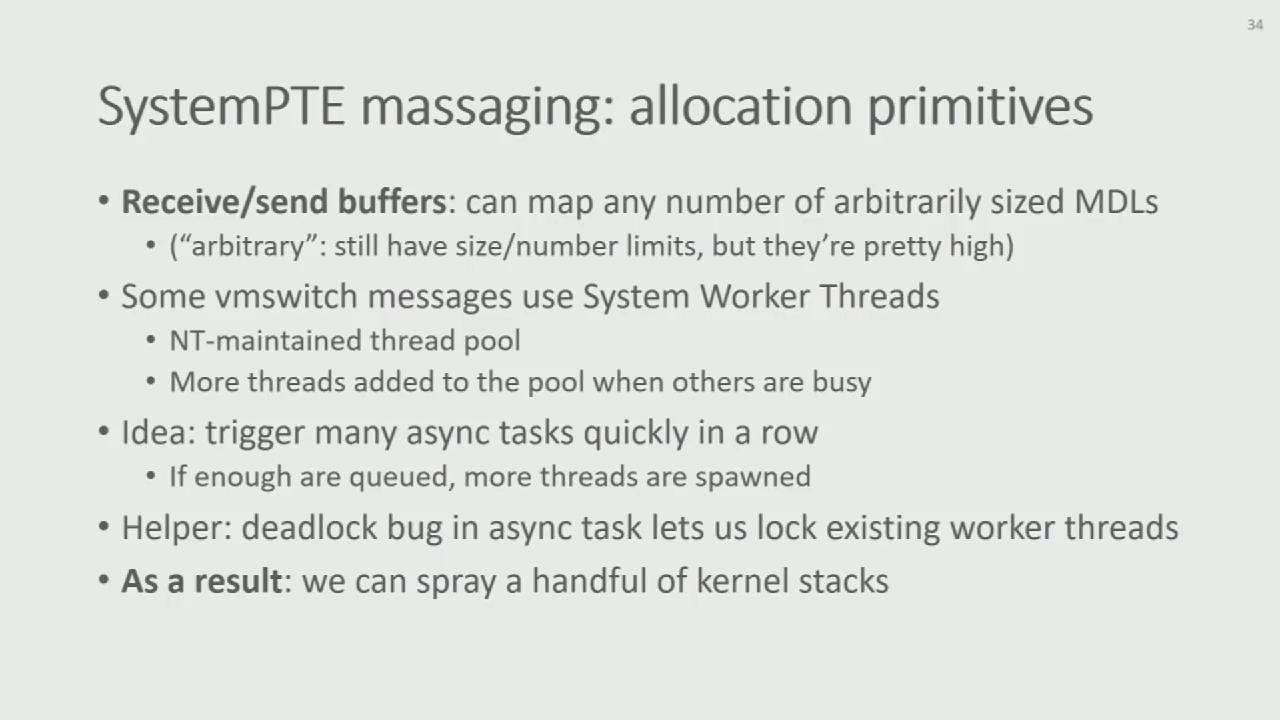 34
SystemPTE massaging: allocation primitives
• Receive/send buffers: can map any number of arbitrarily sized MDLs
• (“arbitrary”: still have size/number limits, but they’re pretty high)
• Some vmswitch messages use System Worker Threads
• NT-maintained thread pool
• More threads added to the pool when others are busy
• Idea: trigger many async tasks quickly in a row
• If enough are queued, more threads are spawned
• Helper: deadlock bug in async task lets us lock existing worker threads
• As a result: we can spray a handful of kernel stacks